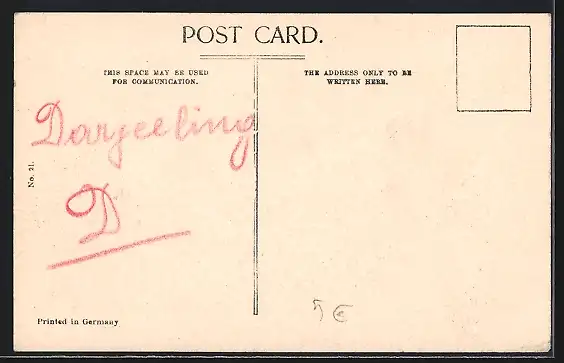 POST CARD.
THIS SPACE MAY BE USED
FOR COMMUNICATION.
THE ADDRESS ONLY TO BE
WRITTEN HERE.
Darjeeling
No. 21.
D
Printed in Germany
€